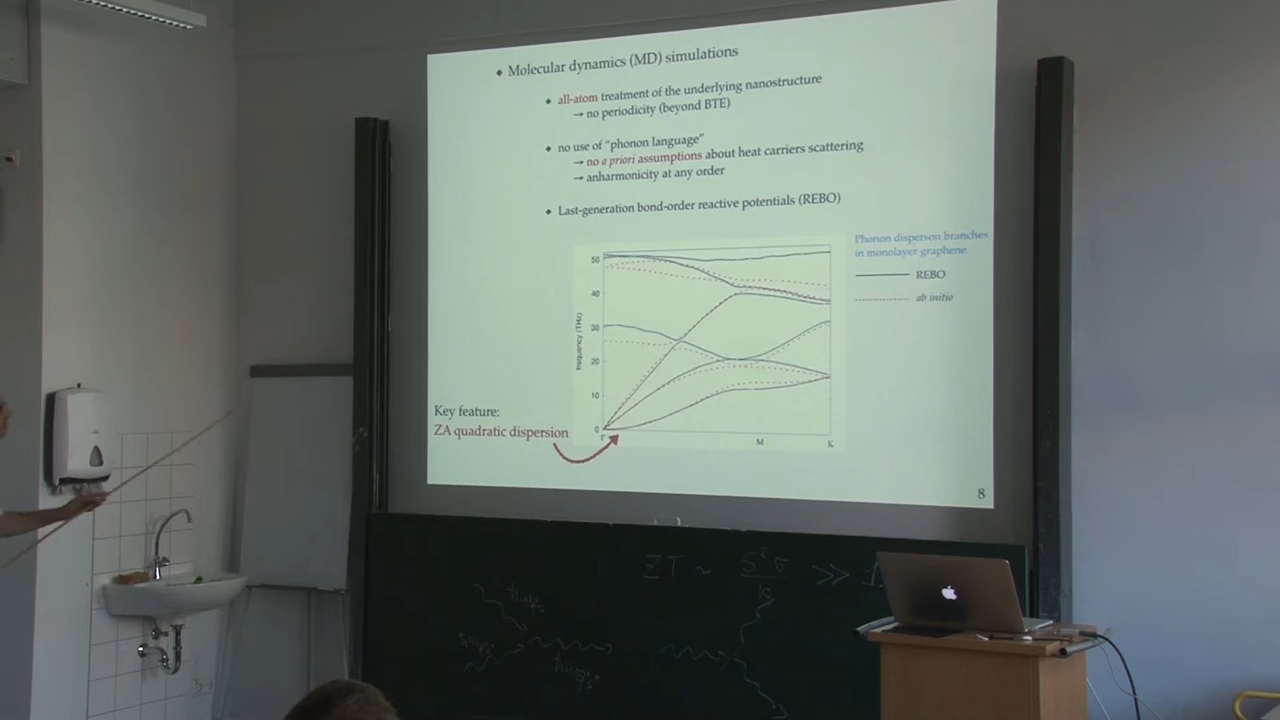 ◆ Molecular dynamics (MD) simulations
◆ all-atom treatment of the underlying nanostructure
→ no periodicity (beyond BTE)
◆ no use of "phonon language"
→ no a priori assumptions about heat carriers scattering
→ anharmonicity at any order
◆ Last-generation bond-order reactive potentials (REBO)
Phonon disperson branches
in monolayer graphene
REBO
ab initio
frequency (THz)
50
40
30
20
10
0
Γ
M
K
Key feature:
ZA quadratic dispersion
8
ZT ~ S²σ ≫ 1